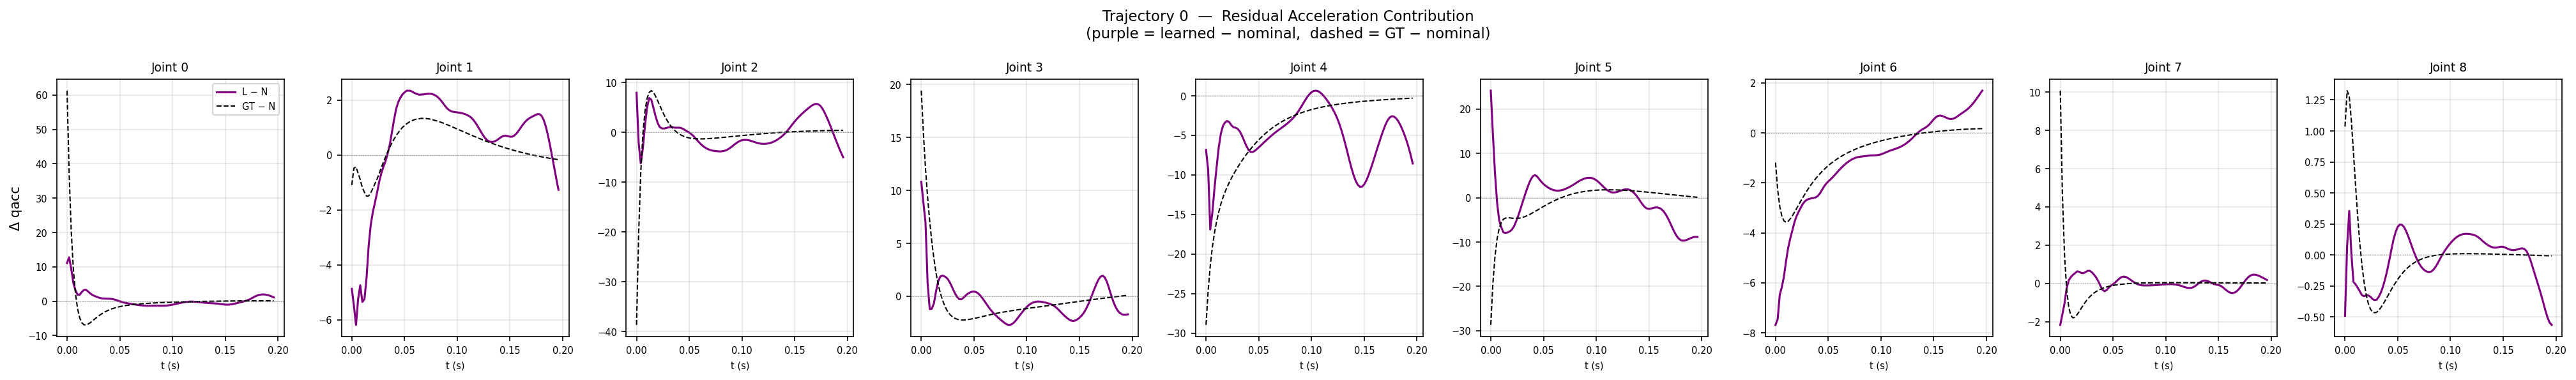 Trajectory 0 — Residual Acceleration Contribution
(purple = learned − nominal, dashed = GT − nominal)
Joint 0
Joint 1
Joint 2
Joint 3
Joint 4
Joint 5
Joint 6
Joint 7
Joint 8
Δ qacc
L − N
GT − N
60
50
40
30
20
10
0
−10
0.00 0.05 0.10 0.15 0.20
t (s)
2
0
−2
−4
−6
0.00 0.05 0.10 0.15 0.20
t (s)
10
0
−10
−20
−30
−40
0.00 0.05 0.10 0.15 0.20
t (s)
20
15
10
5
0
0.00 0.05 0.10 0.15 0.20
t (s)
0
−5
−10
−15
−20
−25
−30
0.00 0.05 0.10 0.15 0.20
t (s)
20
10
0
−10
−20
−30
0.00 0.05 0.10 0.15 0.20
t (s)
2
0
−2
−4
−6
−8
0.00 0.05 0.10 0.15 0.20
t (s)
10
8
6
4
2
0
−2
0.00 0.05 0.10 0.15 0.20
t (s)
1.25
1.00
0.75
0.50
0.25
0.00
−0.25
−0.50
0.00 0.05 0.10 0.15 0.20
t (s)